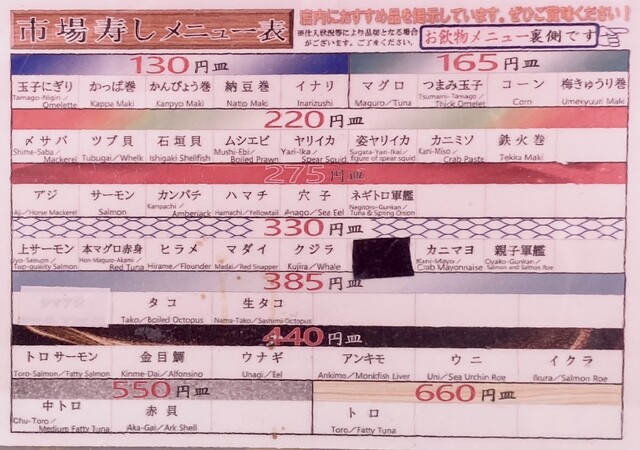 市場寿しメニュー表
店内におすすめ品を掲示しています。ぜひご賞味ください!
※仕入状況等により品切となる場合
がございます。ご了承ください。
お飲物メニュー裏側です
130円皿
165円皿
玉子にぎり かっぱ巻 かんぴょう巻 納豆巻 イナリ マグロ つまみ玉子 コーン 梅きゅうり巻
Tamago-Nigiri/Omelette Kappa Maki Kanpyo Maki Natto Maki Inarizushi Maguro/Tuna Tsumami-Tamago/Thick Omelet Corn Umekyuuri Maki
220円皿
メサバ ツブ貝 石垣貝 ムシエビ ヤリイカ 姿ヤリイカ カニミソ 鉄火巻
Shime-Saba/Mackerel Tubugai/Whelk Ishigaki Shellfish Mushi-Ebi/Boiled Prawn Yari-Ika/Spear Squid Sugata-Yari-Ika/figure of spear squid Kani-Miso/Crab Paste Tekka Maki
275円皿
アジ サーモン カンパチ ハマチ 穴子 ネギトロ軍艦
Aji/Horse Mackerel Salmon Kanpachi/Amberjack Hamachi/Yellowtail Anago/Sea Eel Negitoro-Gunkan/Tuna & Spring Onion
330円皿
上サーモン 本マグロ赤身 ヒラメ マダイ クジラ カニマヨ 親子軍艦
Jyo-Salmon/Top-quality Salmon Hon-Maguro-Akami/Red Tuna Hirame/Flounder Madai/Red Snapper Kujira/Whale Kani-Mayo/Crab Mayonnaise Oyako-Gunkan/Salmon and Salmon Roe
385円皿
タコ 生タコ
Tako/Boiled Octopus Nama-Tako/Sashimi Octopus
440円皿
トロサーモン 金目鯛 ウナギ アンキモ ウニ イクラ
Toro-Salmon/Fatty Salmon Kinme-Dai/Alfonsino Unagi/Eel Ankimo/Monkfish Liver Uni/Sea Urchin Roe Ikura/Salmon Roe
550円皿
660円皿
中トロ 赤貝 トロ
Chu-Toro/Medium Fatty Tuna Aka-Gai/Ark Shell Toro/Fatty Tuna